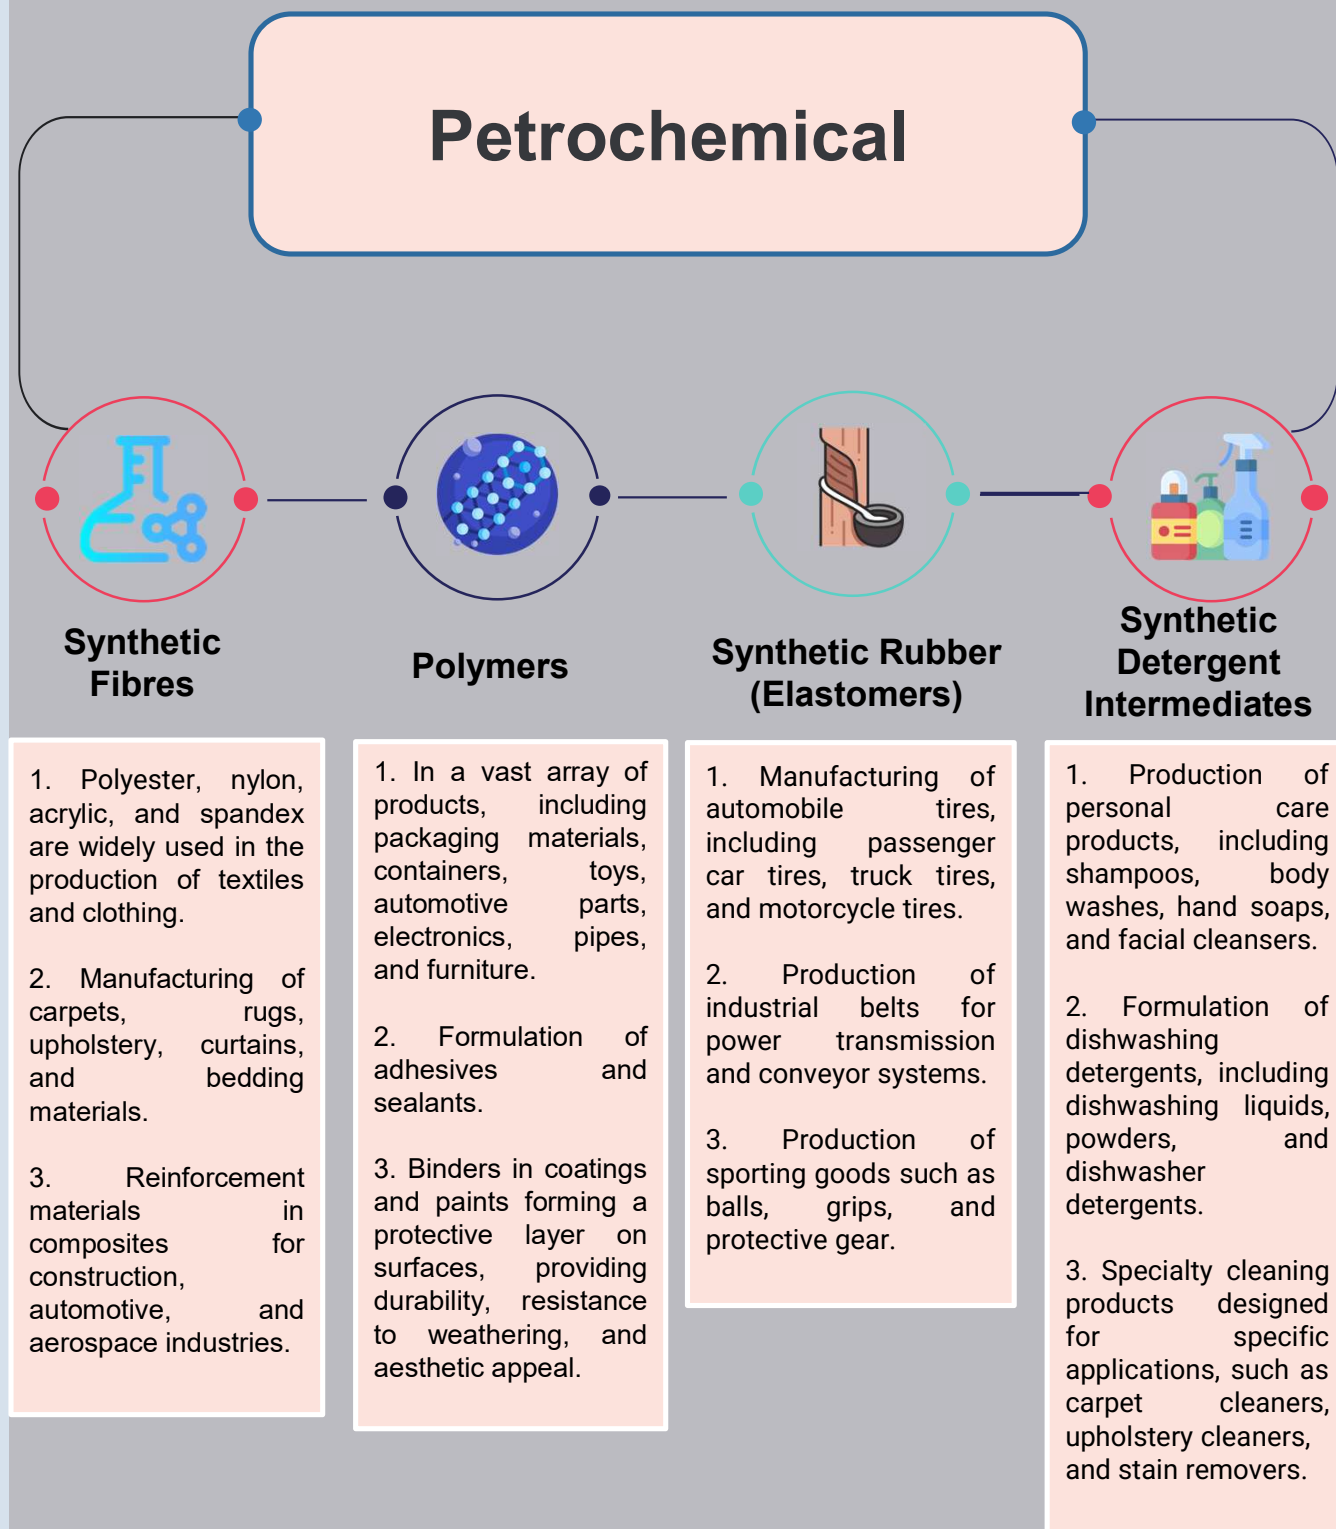 Petrochemical
Synthetic
Fibres
1. Polyester, nylon,
acrylic, and spandex
are widely used in the
production of textiles
and clothing.
2. Manufacturing of
carpets, rugs,
upholstery, curtains,
and bedding
materials.
3. Reinforcement
materials in
composites for
construction,
automotive, and
aerospace industries.
Polymers
1. In a vast array of
products, including
packaging materials,
containers, toys,
automotive parts,
electronics, pipes,
and furniture.
2. Formulation of
adhesives and
sealants.
3. Binders in coatings
and paints forming a
protective layer on
surfaces, providing
durability, resistance
to weathering, and
aesthetic appeal.
Synthetic Rubber
(Elastomers)
1. Manufacturing of
automobile tires,
including passenger
car tires, truck tires,
and motorcycle tires.
2. Production of
industrial belts for
power transmission
and conveyor systems.
3. Production of
sporting goods such as
balls, grips, and
protective gear.
Synthetic
Detergent
Intermediates
1. Production of
personal care
products, including
shampoos, body
washes, hand soaps,
and facial cleansers.
2. Formulation of
dishwashing
detergents, including
dishwashing liquids,
powders, and
dishwasher
detergents.
3. Specialty cleaning
products designed
for specific
applications, such as
carpet cleaners,
upholstery cleaners,
and stain removers.